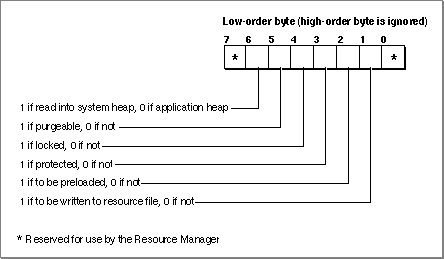 Low-order byte (high-order byte is ignored)
7 6 5 4 3 2 1 0
* *
1 if read into system heap, 0 if application heap
1 if purgeable, 0 if not
1 if locked, 0 if not
1 if protected, 0 if not
1 if to be preloaded, 0 if not
1 if to be written to resource file, 0 if not
* Reserved for use by the Resource Manager